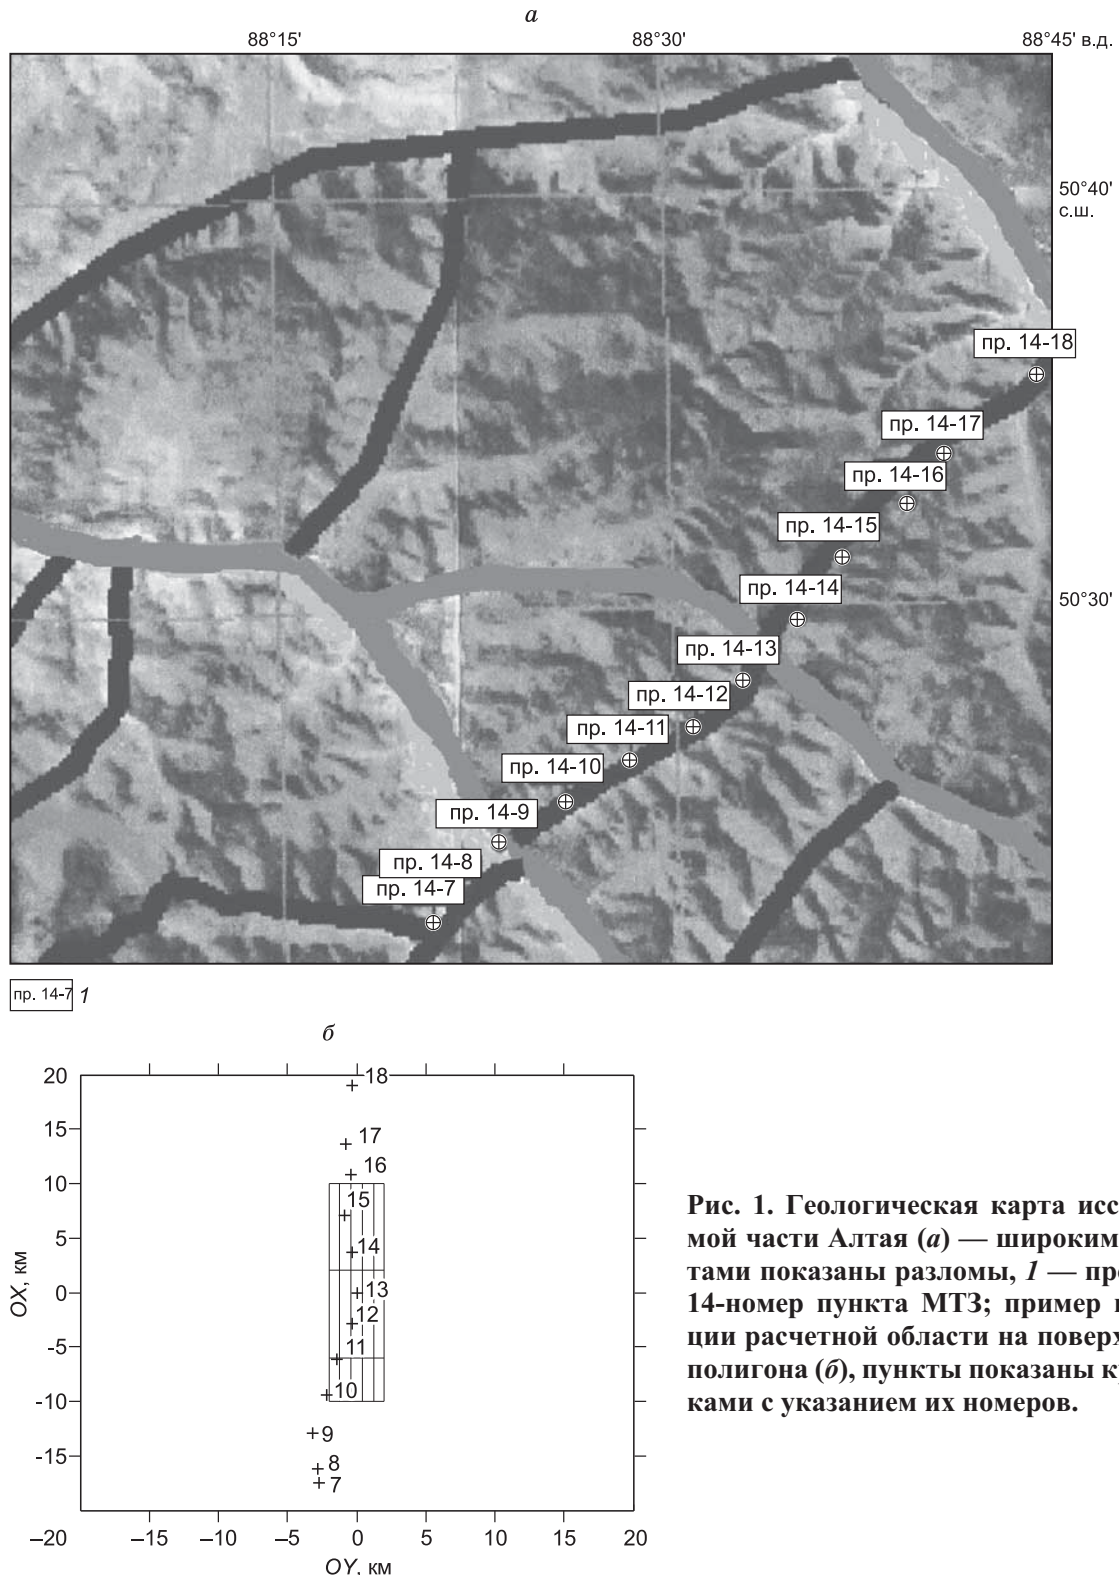 а
88°15' 88°30' 88°45' в.д.
50°40'
с.ш.
пр. 14-18
пр. 14-17
пр. 14-16
пр. 14-15
50°30'
пр. 14-14
пр. 14-13
пр. 14-12
пр. 14-11
пр. 14-10
пр. 14-9
пр. 14-8
пр. 14-7
пр. 14-7 1
б
20 18
15 17
16
10
15
5 14
OX, км 0 13
12
-5 11
-10 10
9
-15 8
7
–20 –15 –10 –5 0 5 10 15 20
OY, км
Рис. 1. Геологическая карта исс
мой части Алтая (а) — широким
тами показаны разломы, 1 — пр
14-номер пункта МТЗ; пример
ции расчетной области на поверх
полигона (б), пункты показаны к
ками с указанием их номеров.